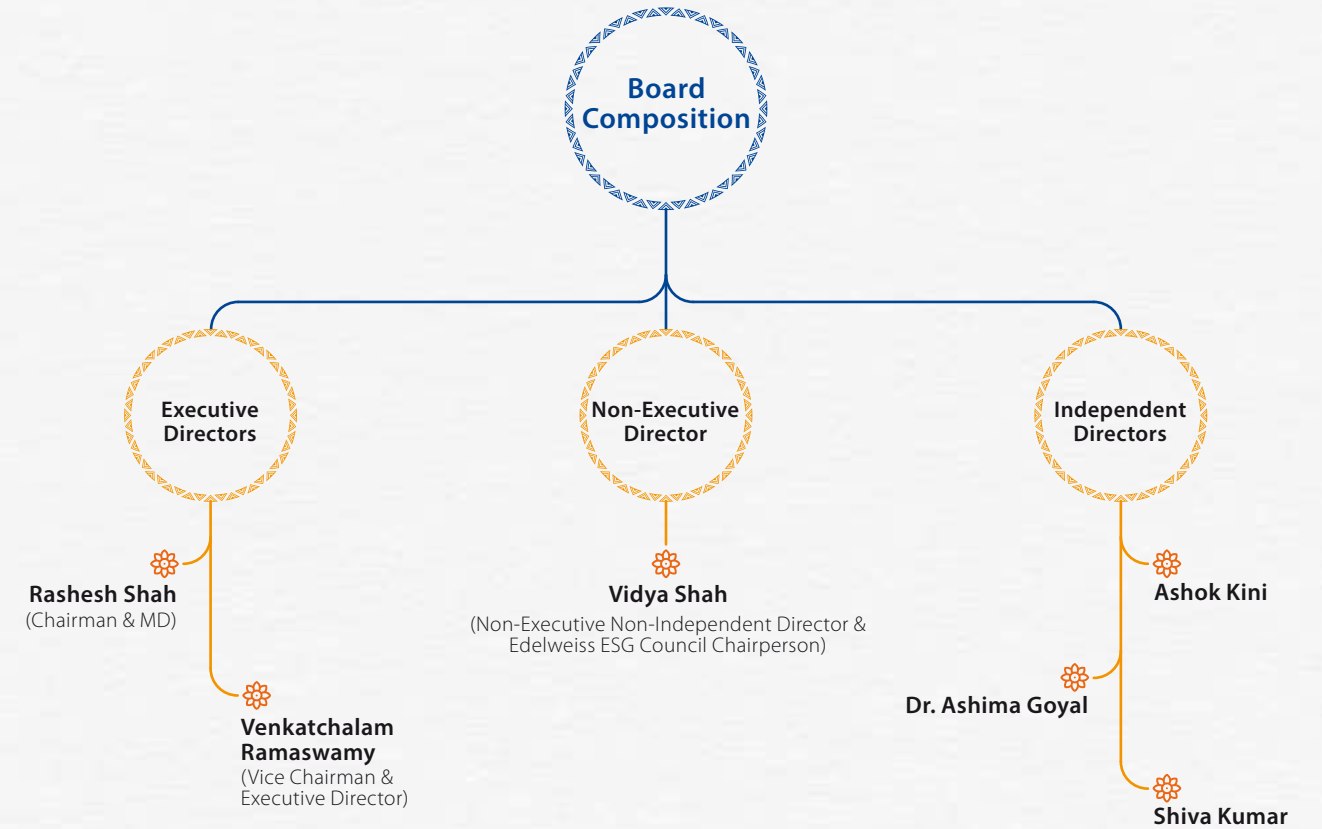 Board
Composition
Executive
Directors
Rashesh Shah
(Chairman & MD)
Venkatchalam
Ramaswamy
(Vice Chairman &
Executive Director)
Non-Executive
Director
Vidya Shah
(Non-Executive Non-Independent Director &
Edelweiss ESG Council Chairperson)
Independent
Directors
Ashok Kini
Dr. Ashima Goyal
Shiva Kumar